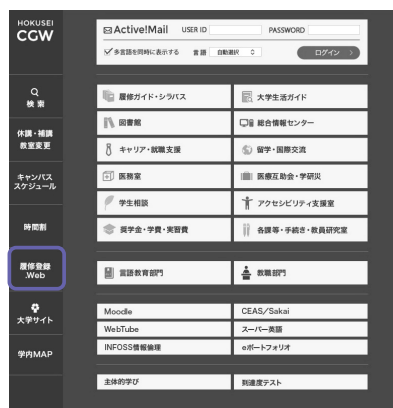 HOKUSEI
CGW
検索
休講・補講
教室変更
キャンパス
スケジュール
時間割
履修登録
.Web
大学サイト
学内MAP
Active!Mail USER ID PASSWORD
多言語を同時に表示する 言語 自動選択 ログイン
履修ガイド・シラバス 大学生活ガイド
図書館 総合情報センター
キャリア・就職支援 留学・国際交流
医務室 医療互助会・学研災
学生相談 アクセシビリティ支援室
奨学金・学費・実習費 各課等・手続き・教員研究室
言語教育部門 教職部門
Moodle CEAS/Sakai
WebTube スーパー英語
INFOSS情報倫理 eポートフォリオ
主体的学び 到達度テスト